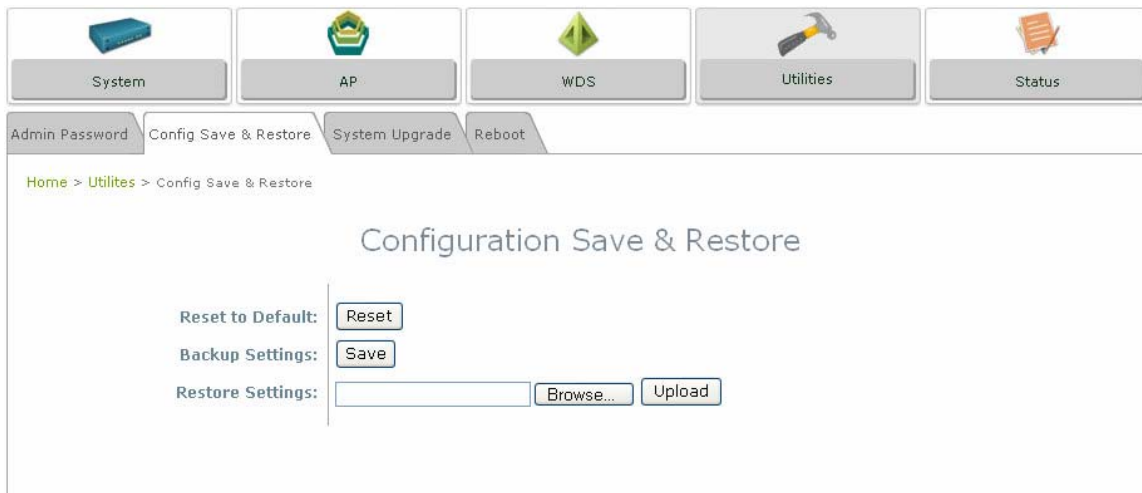 System AP WDS Utilities Status
Admin Password Config Save & Restore System Upgrade Reboot
Home > Utilites > Config Save & Restore
Configuration Save & Restore
Reset to Default: Reset
Backup Settings: Save
Restore Settings: Browse... Upload